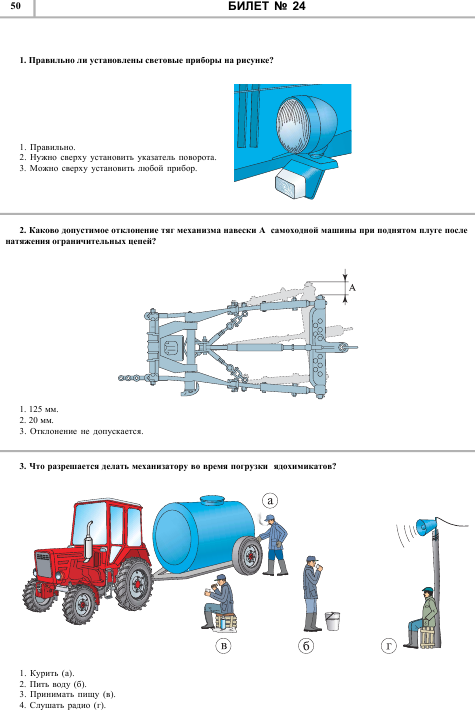 50
БИЛЕТ № 24
1. Правильно ли установлены световые приборы на рисунке?
1. Правильно.
2. Нужно сверху установить указатель поворота.
3. Можно сверху установить любой прибор.
2. Каково допустимое отклонение тяг механизма навески А самоходной машины при поднятом плуге после
натяжения ограничительных цепей?
А
1. 125 мм.
2. 20 мм.
3. Отклонение не допускается.
3. Что разрешается делать механизатору во время погрузки ядохимикатов?
а
в
б
г
1. Курить (а).
2. Пить воду (б).
3. Принимать пищу (в).
4. Слушать радио (г).